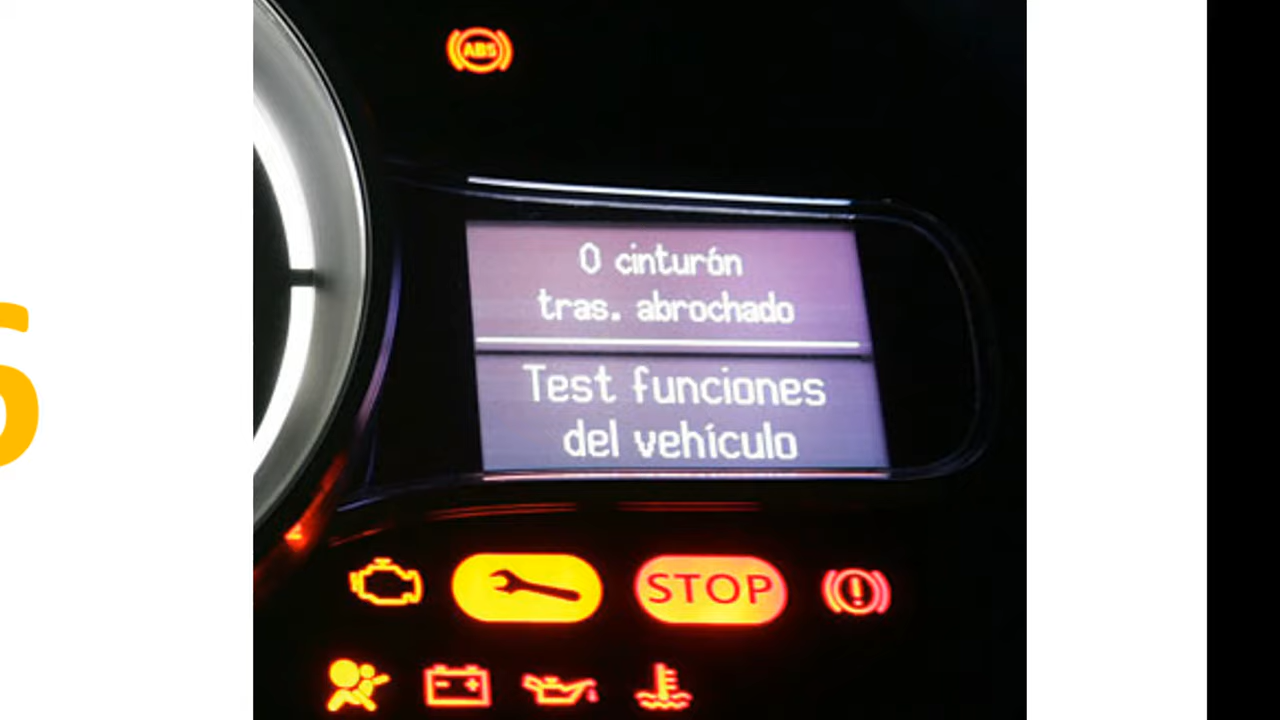 ABS
0 cinturón
tras. abrochado
Test funciones
del vehículo
STOP